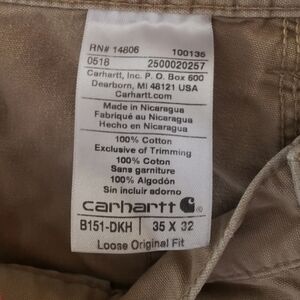 RN# 14806 100135
0518 2500020257
Carhartt, Inc. P. O. Box 600
Dearborn, MI 48121 USA
Carhartt.com
Made in Nicaragua
Fabriqué au Nicaragua
Hecho en Nicaragua
100% Cotton
Exclusive of Trimming
100% Coton
Sans garniture
100% Algodón
Sin incluir adorno
carhartt ®
B151-DKH 35 X 32
Loose Original Fit